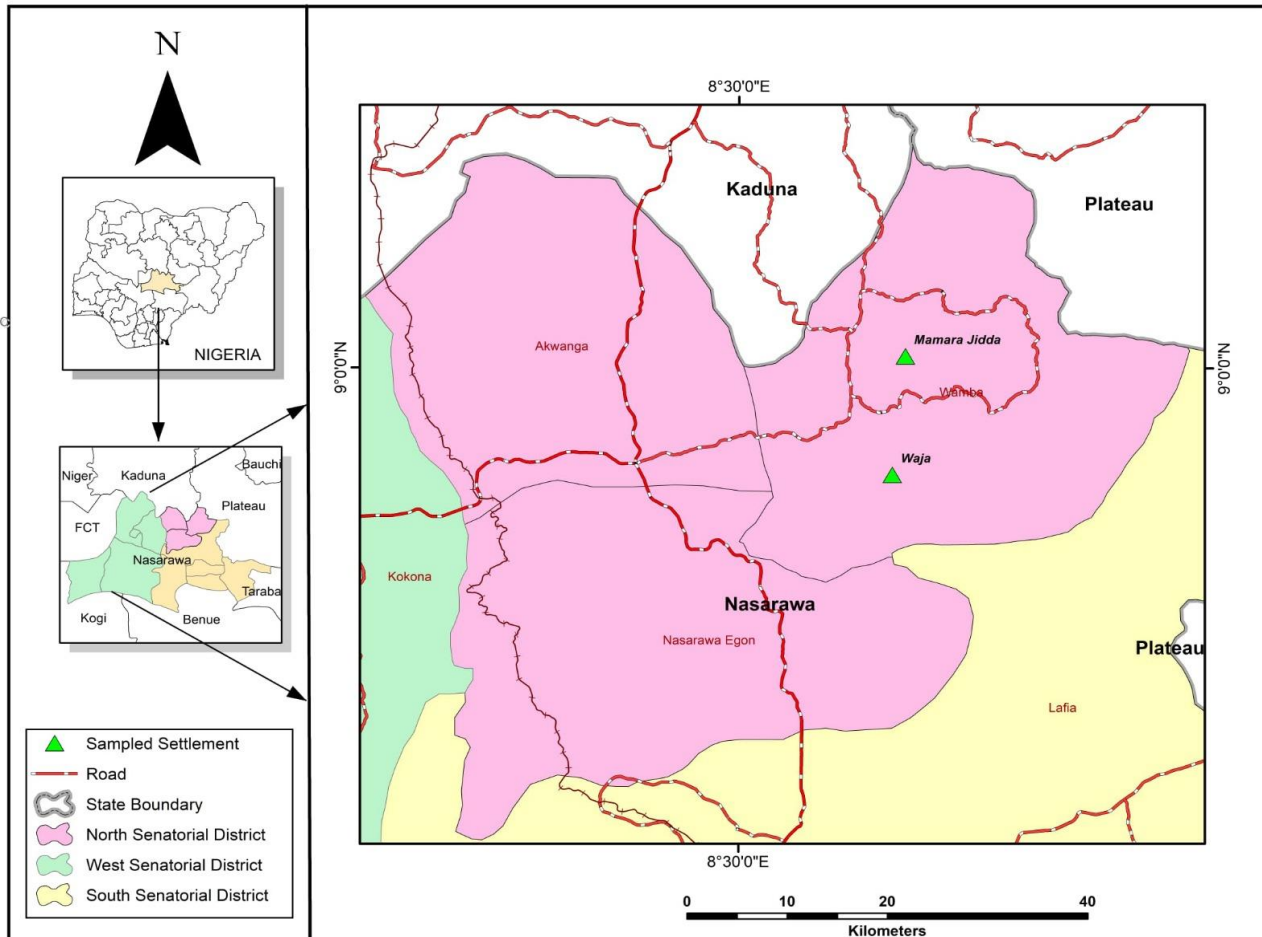 N
NIGERIA
Niger
Kaduna
Bauchi
Plateau
FCT
Nasarawa
Taraba
Kogi
Benue
Sampled Settlement
Road
State Boundary
North Senatorial District
West Senatorial District
South Senatorial District
8°30'0"E
Kaduna
Plateau
Akwanga
Mamara Jidda
9°0'0"N
9°0'0"N
Wamba
Waja
Kokona
Nasarawa
Nasarawa Egon
Plateau
Lafia
8°30'0"E
0 10 20 40
Kilometers